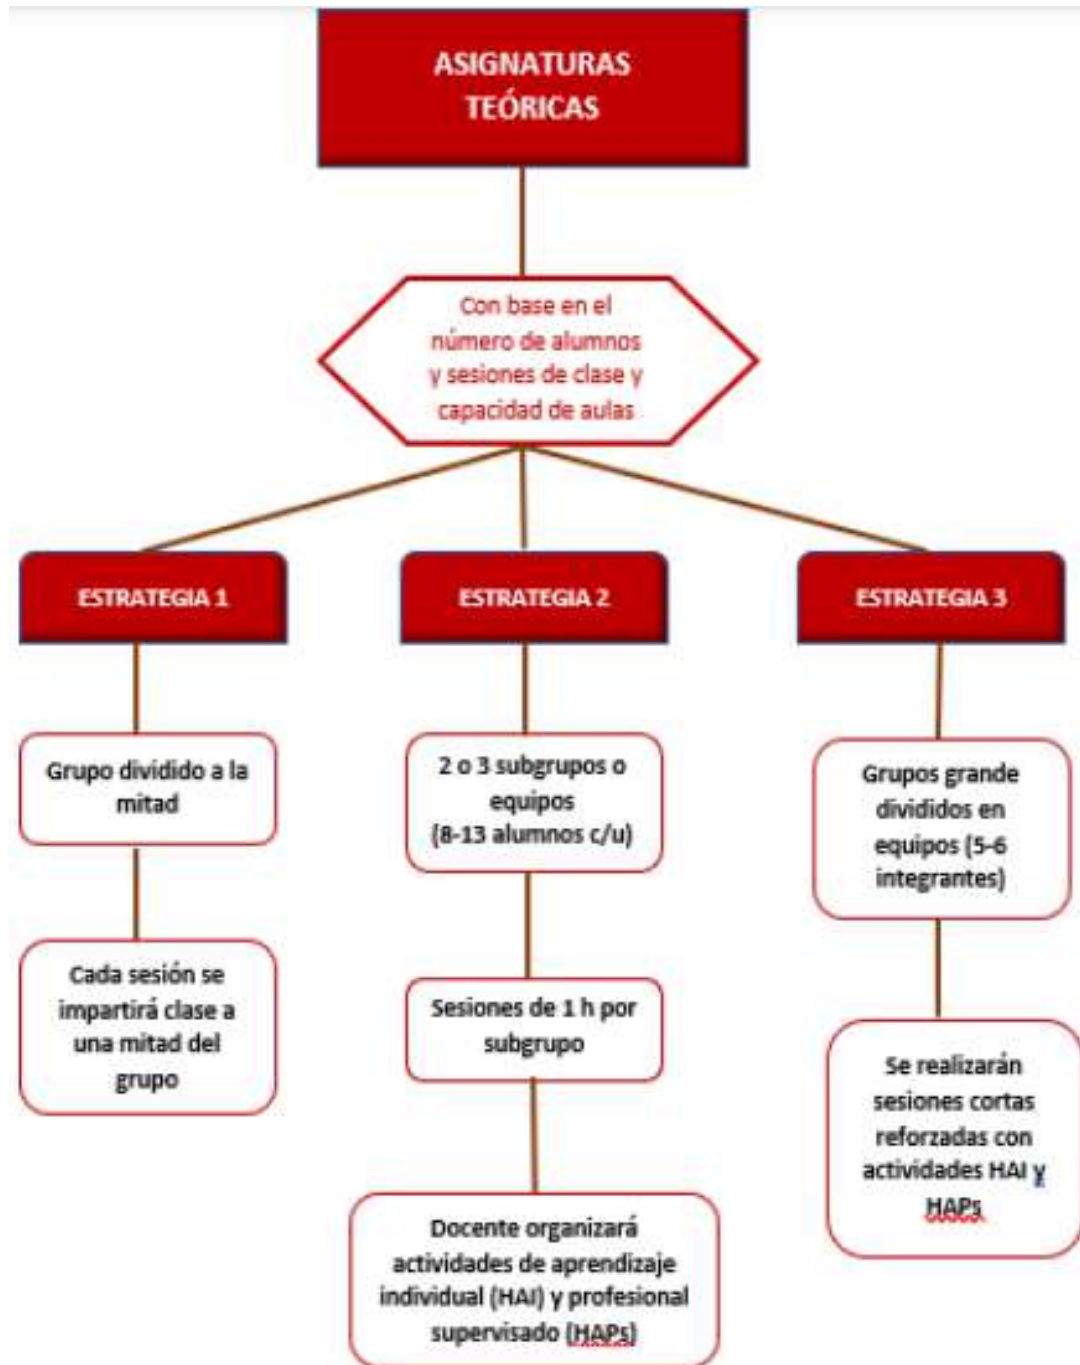 ASIGNATURAS
TEÓRICAS
Con base en el
número de alumnos
y sesiones de clase y
capacidad de aulas
ESTRATEGIA 1
ESTRATEGIA 2
ESTRATEGIA 3
Grupo dividido a la
mitad
Cada sesión se
impartirá clase a
una mitad del
grupo
2 o 3 subgrupos o
equipos
(8-13 alumnos c/u)
Sesiones de 1 h por
subgrupo
Docente organizará
actividades de aprendizaje
individual (HAI) y profesional
supervisado (HAPs)
Grupos grande
divididos en
equipos (5-6
integrantes)
Se realizarán
sesiones cortas
reforzadas con
actividades HAI y
HAPs